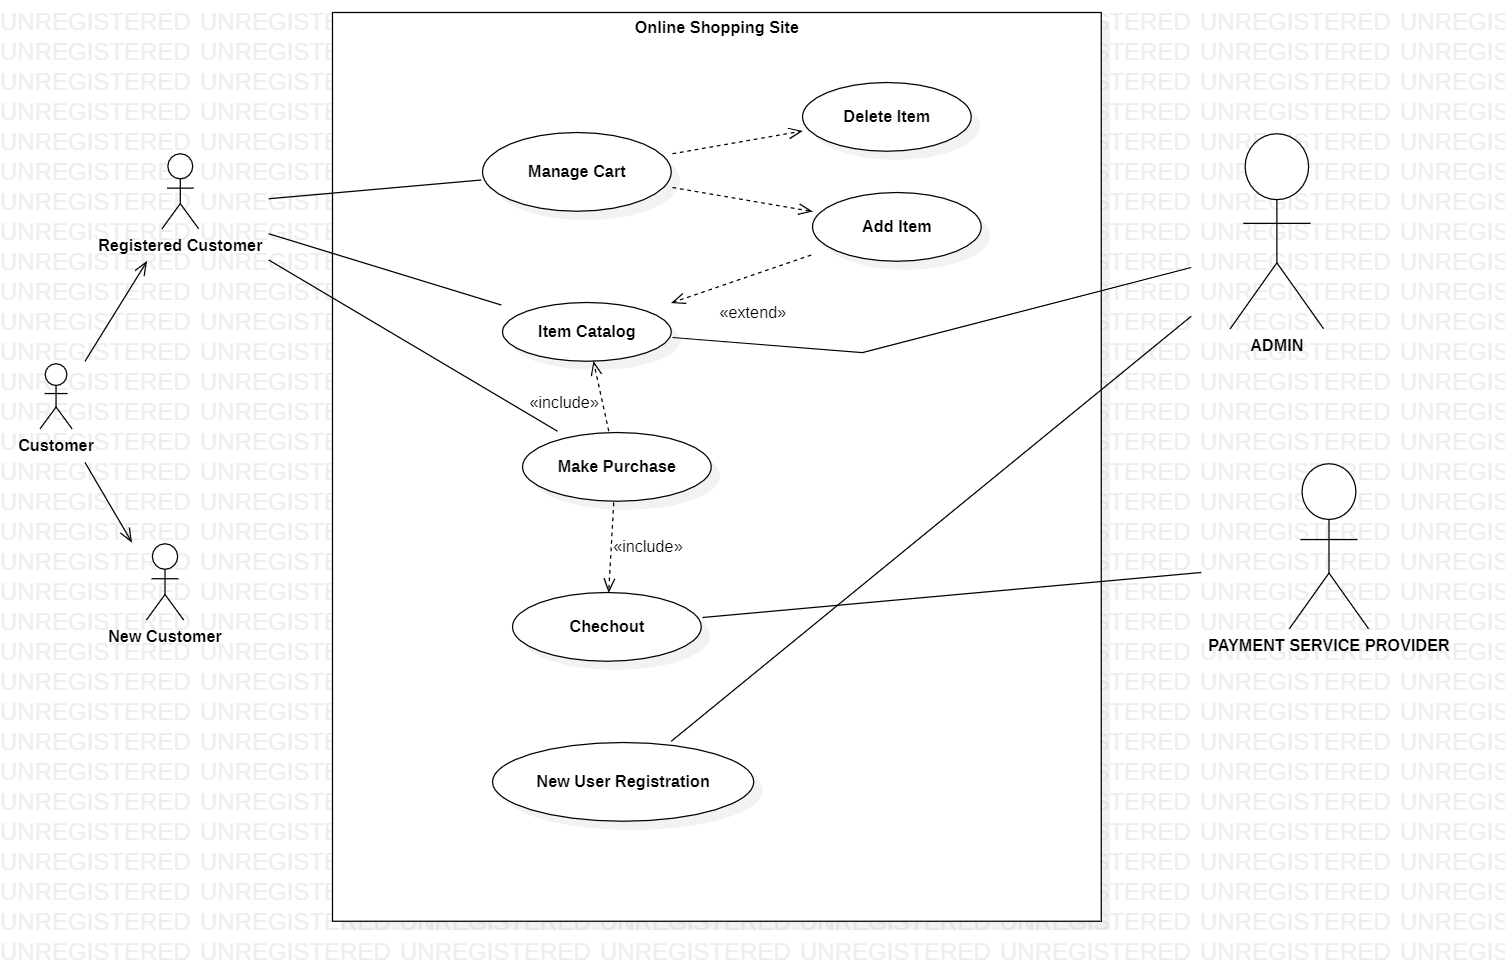 Online Shopping Site
Delete Item
Manage Cart
Add Item
Registered Customer
«extend»
Item Catalog
ADMIN
«include»
Customer
Make Purchase
«include»
Chechout
New Customer
PAYMENT SERVICE PROVIDER
New User Registration
UNREGISTERED UNREGISTERED UNREGISTERED UNREGISTERED UNREGISTERED UNREGISTERED UNREGISTERED